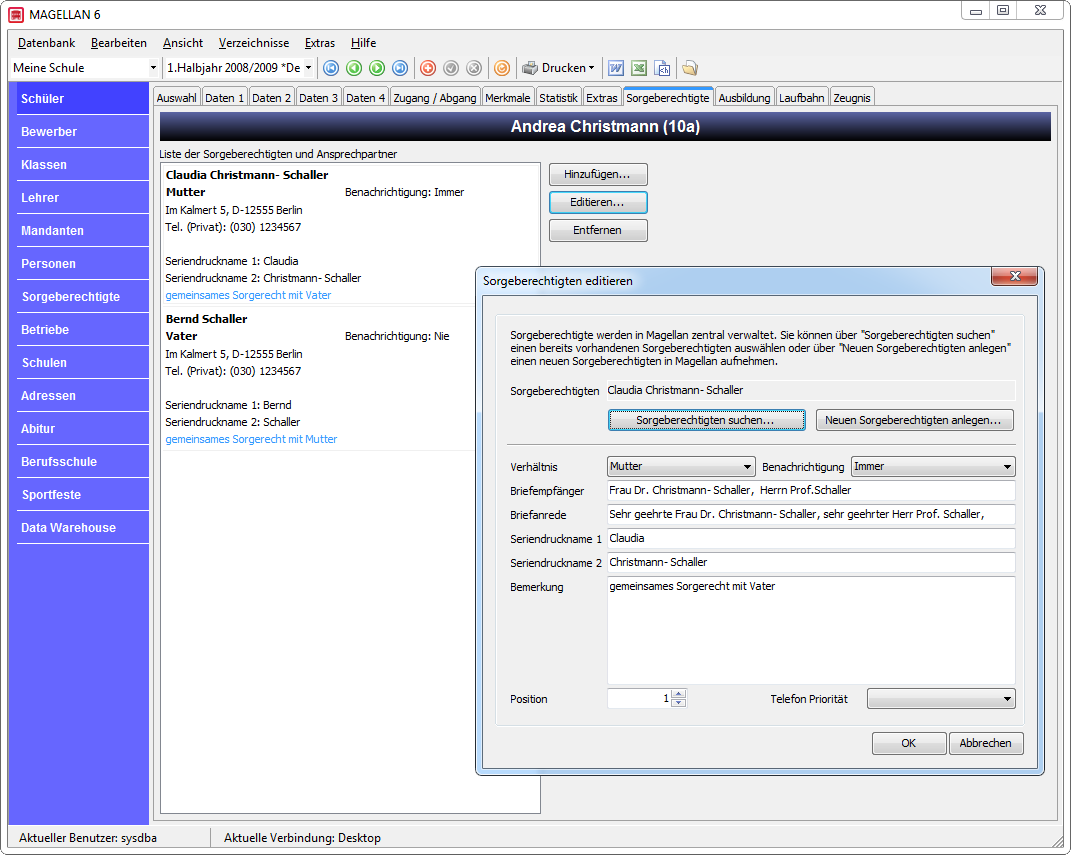 MAGELLAN 6
Datenbank Bearbeiten Ansicht Verzeichnisse Extras Hilfe
Meine Schule 1.Halbjahr 2008/2009 *De Drucken
Schüler
Bewerber
Klassen
Lehrer
Mandanten
Personen
Sorgeberechtigte
Betriebe
Schulen
Adressen
Abitur
Berufsschule
Sportfeste
Data Warehouse
Auswahl Daten 1 Daten 2 Daten 3 Daten 4 Zugang / Abgang Merkmale Statistik Extras Sorgeberechtigte Ausbildung Laufbahn Zeugnis
Andrea Christmann (10a)
Liste der Sorgeberechtigten und Ansprechpartner
Claudia Christmann- Schaller
Mutter Benachrichtigung: Immer
Im Kalmert 5, D-12555 Berlin
Tel. (Privat): (030) 1234567
Seriendruckname 1: Claudia
Seriendruckname 2: Christmann- Schaller
gemeinsames Sorgerecht mit Vater
Bernd Schaller
Vater Benachrichtigung: Nie
Im Kalmert 5, D-12555 Berlin
Tel. (Privat): (030) 1234567
Seriendruckname 1: Bernd
Seriendruckname 2: Schaller
gemeinsames Sorgerecht mit Mutter
Hinzufügen...
Editieren...
Entfernen
Sorgeberechtigten editieren
Sorgeberechtigte werden in Magellan zentral verwaltet. Sie können über "Sorgeberechtigten suchen"
einen bereits vorhandenen Sorgeberechtigten auswählen oder über "Neuen Sorgeberechtigten anlegen"
einen neuen Sorgeberechtigten in Magellan aufnehmen.
Sorgeberechtigten Claudia Christmann- Schaller
Sorgeberechtigten suchen... Neuen Sorgeberechtigten anlegen...
Verhältnis Mutter Benachrichtigung Immer
Briefempfänger Frau Dr. Christmann- Schaller, Herrn Prof.Schaller
Briefanrede Sehr geehrte Frau Dr. Christmann- Schaller, sehr geehrter Herr Prof. Schaller,
Seriendruckname 1 Claudia
Seriendruckname 2 Christmann- Schaller
Bemerkung gemeinsames Sorgerecht mit Vater
Position 1 Telefon Priorität
OK Abbrechen
Aktueller Benutzer: sysdba Aktuelle Verbindung: Desktop